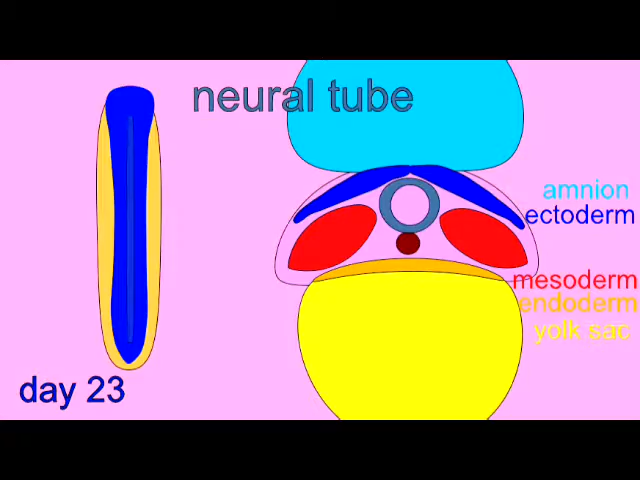 neural tube
amnion
ectoderm
mesoderm
endoderm
yolk sac
day 23